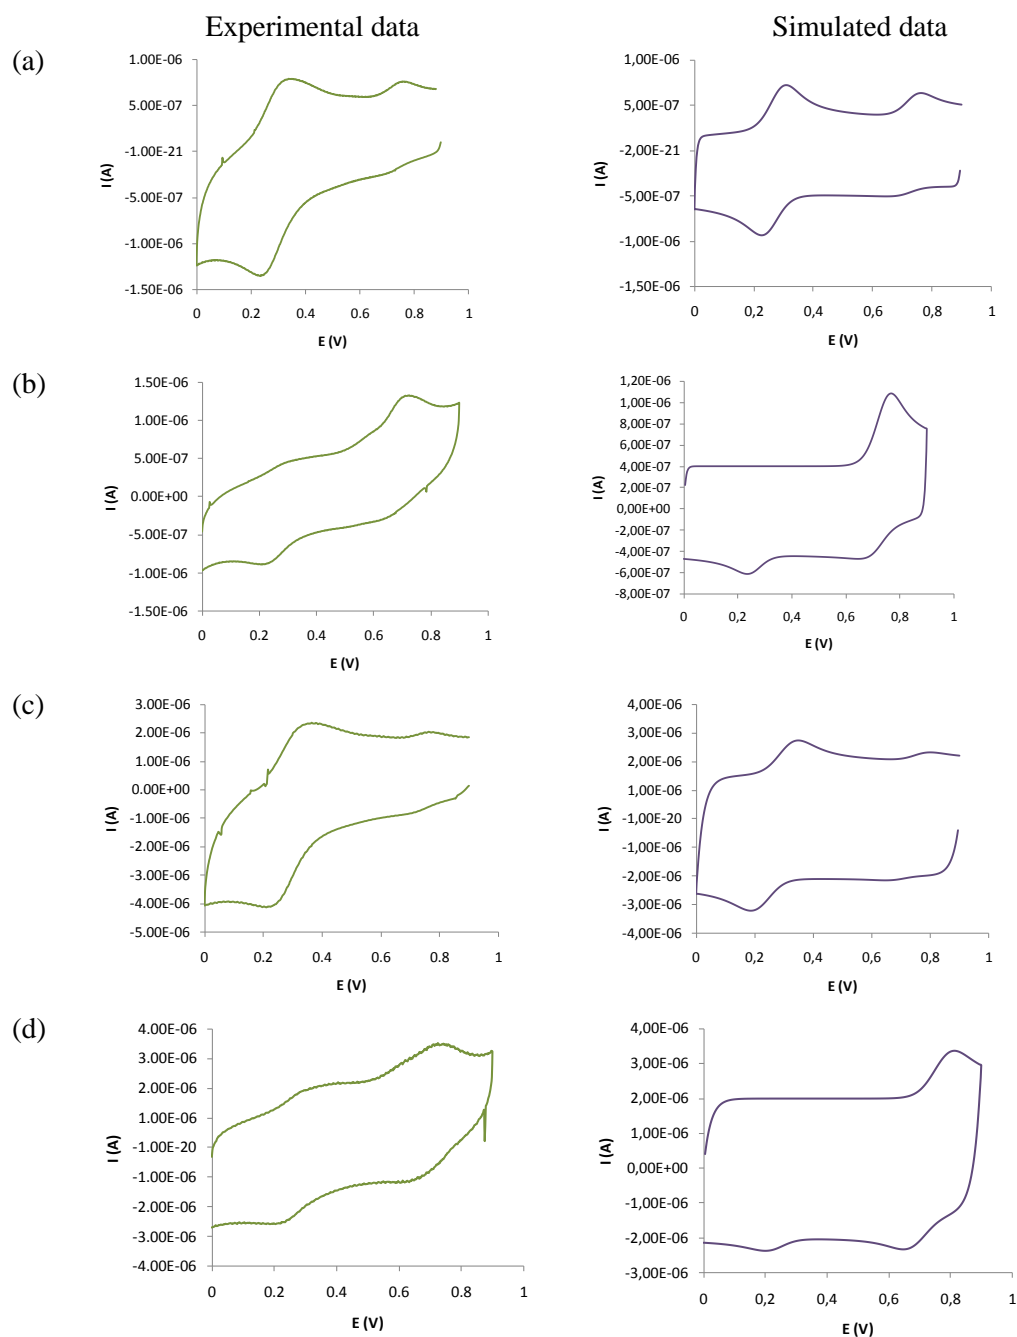 Experimental data
Simulated data
(a)
1.00E-06
5.00E-07
-1.00E-21
-5.00E-07
-1.00E-06
-1.50E-06
I (A)
0 0.2 0.4 0.6 0.8 1
E (V)
1,00E-06
5,00E-07
-2,00E-21
-5,00E-07
-1,00E-06
-1,50E-06
I (A)
0 0,2 0,4 0,6 0,8 1
E (V)
(b)
1.50E-06
1.00E-06
5.00E-07
0.00E+00
-5.00E-07
-1.00E-06
-1.50E-06
I (A)
0 0.2 0.4 0.6 0.8 1
E (V)
1,20E-06
1,00E-06
8,00E-07
6,00E-07
4,00E-07
2,00E-07
0,00E+00
-2,00E-07
-4,00E-07
-6,00E-07
-8,00E-07
I (A)
0 0,2 0,4 0,6 0,8 1
E (V)
(c)
3.00E-06
2.00E-06
1.00E-06
0.00E+00
-1.00E-06
-2.00E-06
-3.00E-06
-4.00E-06
-5.00E-06
I (A)
0 0.2 0.4 0.6 0.8 1
E (V)
4,00E-06
2,00E-06
1,00E-06
1,00E-20
-1,00E-06
-2,00E-06
-3,00E-06
-4,00E-06
I (A)
0 0,2 0,4 0,6 0,8 1
E (V)
(d)
4.00E-06
3.00E-06
2.00E-06
1.00E-06
-1.00E-20
-1.00E-06
-2.00E-06
-3.00E-06
-4.00E-06
I (A)
0 0.2 0.4 0.6 0.8 1
E (V)
4,00E-06
3,00E-06
2,00E-06
1,00E-06
0,00E+00
-1,00E-06
-2,00E-06
-3,00E-06
I (A)
0 0,2 0,4 0,6 0,8 1
E (V)